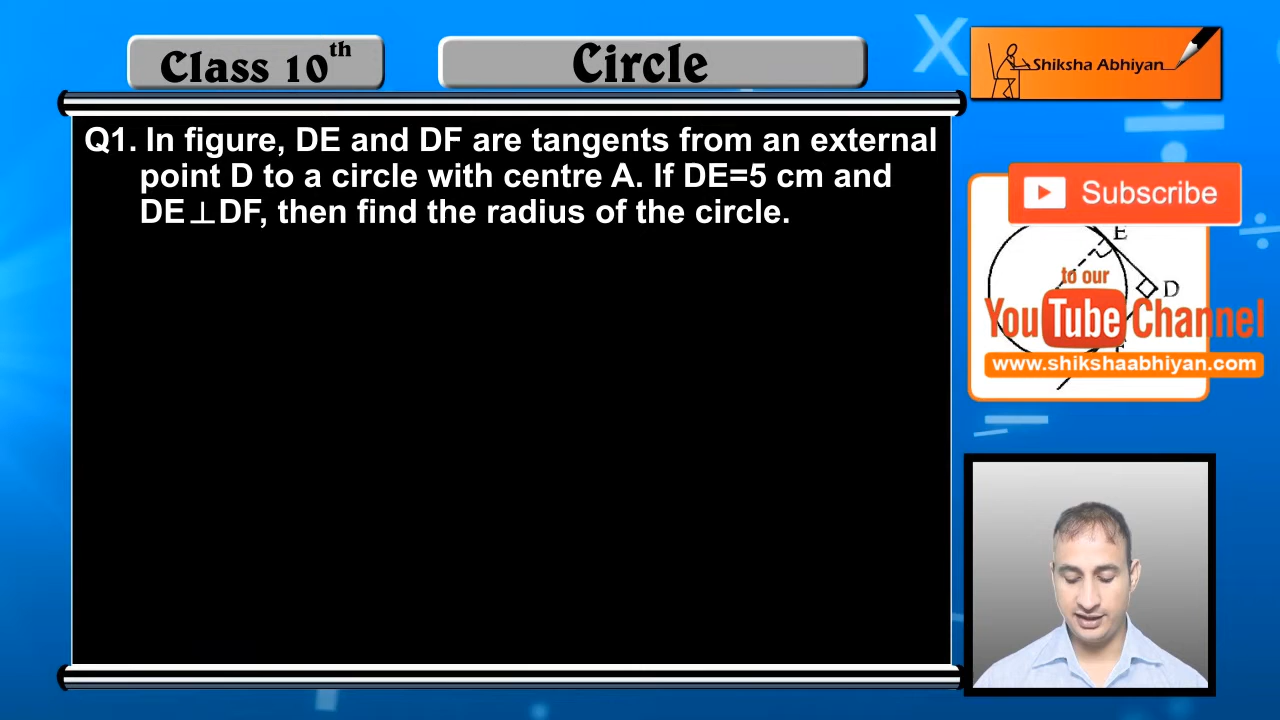 Class 10th
Circle
Shiksha Abhiyan
Q1. In figure, DE and DF are tangents from an external
point D to a circle with centre A. If DE=5 cm and
DE⊥DF, then find the radius of the circle.
Subscribe
E
D
to our
YouTube Channel
www.shikshaabhiyan.com